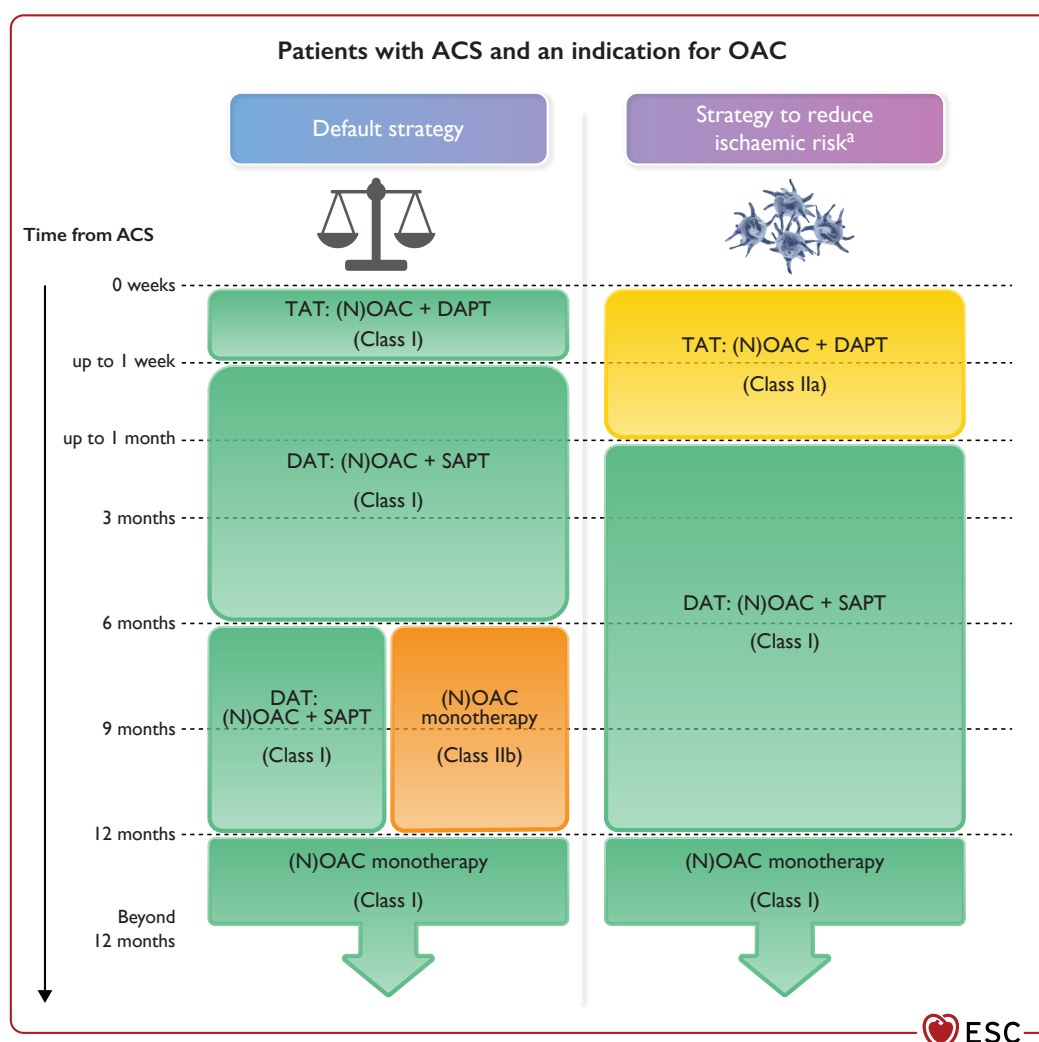 Patients with ACS and an indication for OAC
Default strategy
Strategy to reduce
ischaemic riskᵃ
Time from ACS
0 weeks
TAT: (N)OAC + DAPT
(Class I)
TAT: (N)OAC + DAPT
(Class IIa)
up to 1 week
up to 1 month
DAT: (N)OAC + SAPT
(Class I)
3 months
DAT: (N)OAC + SAPT
(Class I)
6 months
DAT:
(N)OAC + SAPT
(Class I)
(N)OAC
monotherapy
(Class IIb)
9 months
12 months
(N)OAC monotherapy
(Class I)
(N)OAC monotherapy
(Class I)
Beyond
12 months
ESC